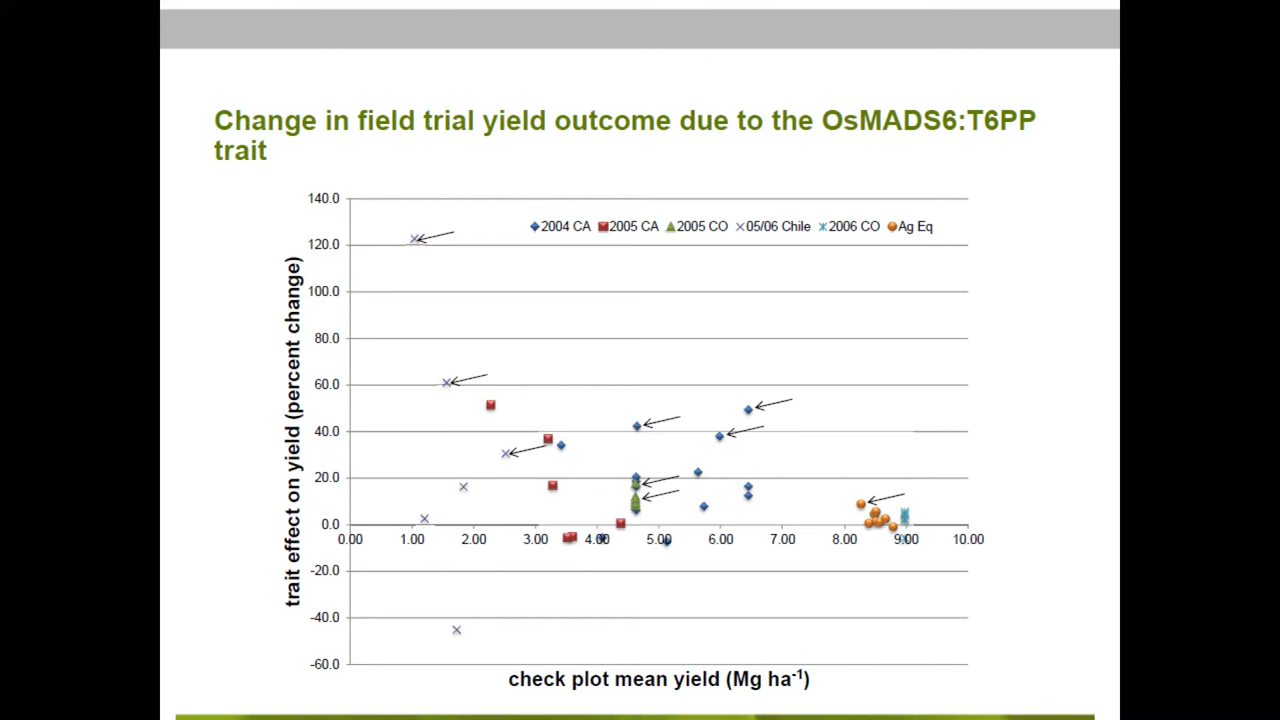 Change in field trial yield outcome due to the OsMADS6:T6PP
trait
140.0
120.0
100.0
80.0
60.0
40.0
20.0
0.0
-20.0
-40.0
-60.0
2004 CA 2005 CA 2005 CO 05/06 Chile 2006 CO Ag Eq
trait effect on yield (percent change)
0.00 1.00 2.00 3.00 4.00 5.00 6.00 7.00 8.00 9.00 10.00
check plot mean yield (Mg ha⁻¹)